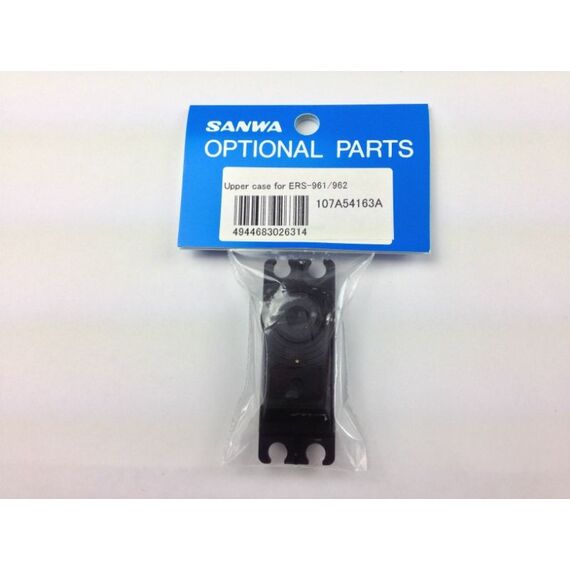 SANWA
OPTIONAL PARTS
Upper case for ERS-961/962
107A54163A
4944683026314